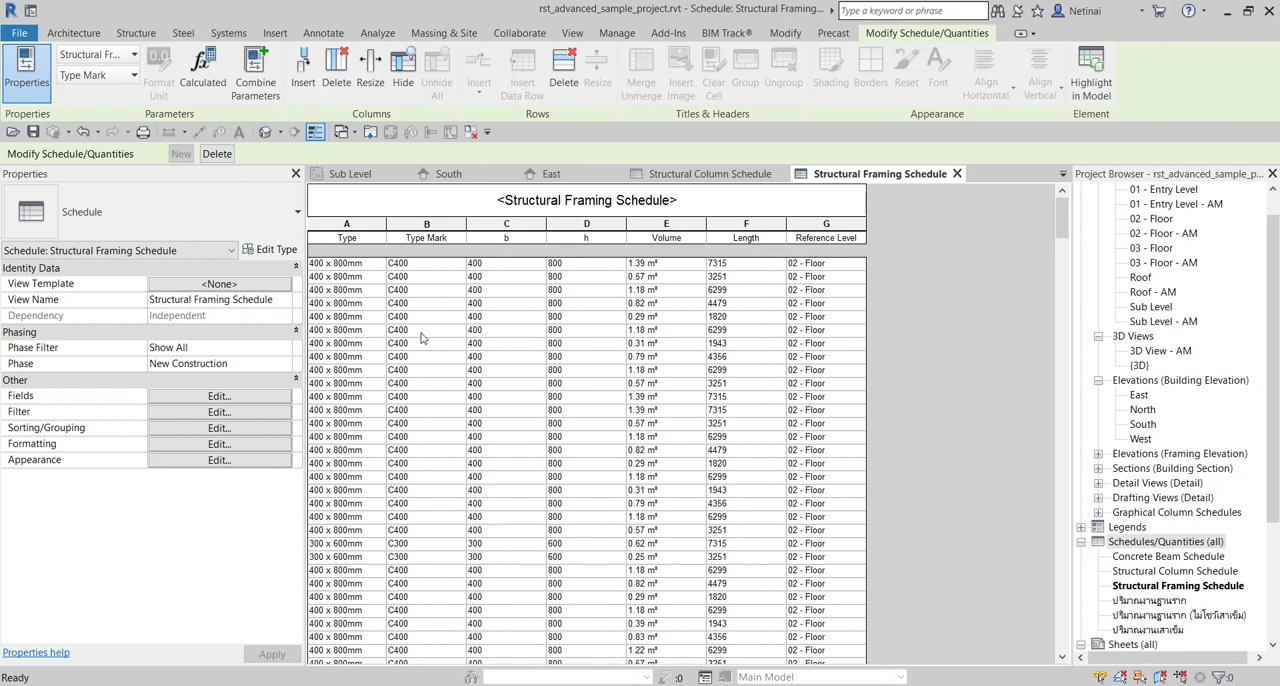 rst_advanced_sample_project.rvt - Schedule: Structural Framing...
Type a keyword or phrase
Netinai
File Architecture Structure Steel Systems Insert Annotate Analyze Massing & Site Collaborate View Manage Add-Ins BIM Track® Modify Precast Modify Schedule/Quantities
Structural Fr...
Type Mark
Properties Format Unit Calculated Combine Parameters Insert Delete Resize Hide Unhide All Insert Insert Data Row Delete Resize Merge Unmerge Insert Image Clear Cell Group Ungroup Shading Borders Reset Font Align Horizontal Align Vertical Highlight in Model
Properties Parameters Columns Rows Titles & Headers Appearance Element
Modify Schedule/Quantities New Delete
Properties
Schedule
Schedule: Structural Framing Schedule Edit Type
Identity Data
View Template <None>
View Name Structural Framing Schedule
Dependency Independent
Phasing
Phase Filter Show All
Phase New Construction
Other
Fields Edit...
Filter Edit...
Sorting/Grouping Edit...
Formatting Edit...
Appearance Edit...
Properties help Apply
Sub Level South East Structural Column Schedule Structural Framing Schedule
<Structural Framing Schedule>
A B C D E F G
Type Type Mark b h Volume Length Reference Level
400 x 800mm C400 400 800 1.39 m³ 7315 02 - Floor
400 x 800mm C400 400 800 0.57 m³ 3251 02 - Floor
400 x 800mm C400 400 800 1.18 m³ 6299 02 - Floor
400 x 800mm C400 400 800 0.82 m³ 4479 02 - Floor
400 x 800mm C400 400 800 0.29 m³ 1820 02 - Floor
400 x 800mm C400 400 800 1.18 m³ 6299 02 - Floor
400 x 800mm C400 400 800 0.31 m³ 1943 02 - Floor
400 x 800mm C400 400 800 0.79 m³ 4356 02 - Floor
400 x 800mm C400 400 800 1.18 m³ 6299 02 - Floor
400 x 800mm C400 400 800 0.57 m³ 3251 02 - Floor
400 x 800mm C400 400 800 1.39 m³ 7315 02 - Floor
400 x 800mm C400 400 800 1.39 m³ 7315 02 - Floor
400 x 800mm C400 400 800 0.57 m³ 3251 02 - Floor
400 x 800mm C400 400 800 1.18 m³ 6299 02 - Floor
400 x 800mm C400 400 800 0.82 m³ 4479 02 - Floor
400 x 800mm C400 400 800 0.29 m³ 1820 02 - Floor
400 x 800mm C400 400 800 1.18 m³ 6299 02 - Floor
400 x 800mm C400 400 800 0.31 m³ 1943 02 - Floor
400 x 800mm C400 400 800 0.79 m³ 4356 02 - Floor
400 x 800mm C400 400 800 1.18 m³ 6299 02 - Floor
400 x 800mm C400 400 800 0.57 m³ 3251 02 - Floor
300 x 600mm C300 300 600 0.62 m³ 7315 02 - Floor
300 x 600mm C300 300 600 0.25 m³ 3251 02 - Floor
400 x 800mm C400 400 800 1.18 m³ 6299 02 - Floor
400 x 800mm C400 400 800 0.82 m³ 4479 02 - Floor
400 x 800mm C400 400 800 0.29 m³ 1820 02 - Floor
400 x 800mm C400 400 800 1.18 m³ 6299 02 - Floor
400 x 800mm C400 400 800 0.39 m³ 1943 02 - Floor
400 x 800mm C400 400 800 0.83 m³ 4356 02 - Floor
400 x 800mm C400 400 800 1.22 m³ 6299 02 - Floor
400 x 800mm C400 400 800 0.57 m³ 3251 02 - Floor
Project Browser - rst_advanced_sample_p...
01 - Entry Level
01 - Entry Level - AM
02 - Floor
02 - Floor - AM
03 - Floor
03 - Floor - AM
Roof
Roof - AM
Sub Level
Sub Level - AM
3D Views
3D View - AM
{3D}
Elevations (Building Elevation)
East
North
South
West
Elevations (Framing Elevation)
Sections (Building Section)
Detail Views (Detail)
Drafting Views (Detail)
Graphical Column Schedules
Legends
Schedules/Quantities (all)
Concrete Beam Schedule
Structural Column Schedule
Structural Framing Schedule
ปริมาณงานฐานราก
ปริมาณงานฐานราก (ไม่โชว์เสาเข็ม)
ปริมาณงานเสาเข็ม
Sheets (all)
Ready :0 Main Model :0